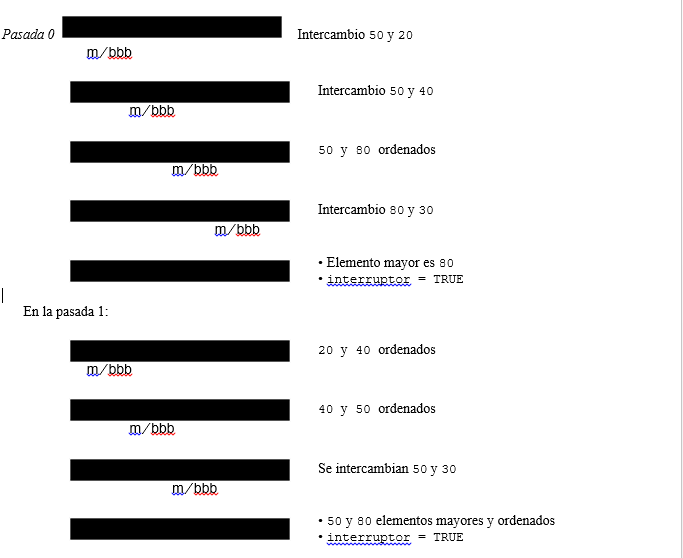 Pasada 0 Intercambio 50 y 20
m/bbb
Intercambio 50 y 40
m/bbb
50 y 80 ordenados
m/bbb
Intercambio 80 y 30
m/bbb
• Elemento mayor es 80
• interruptor = TRUE
En la pasada 1:
20 y 40 ordenados
m/bbb
40 y 50 ordenados
m/bbb
Se intercambian 50 y 30
m/bbb
• 50 y 80 elementos mayores y ordenados
• interruptor = TRUE